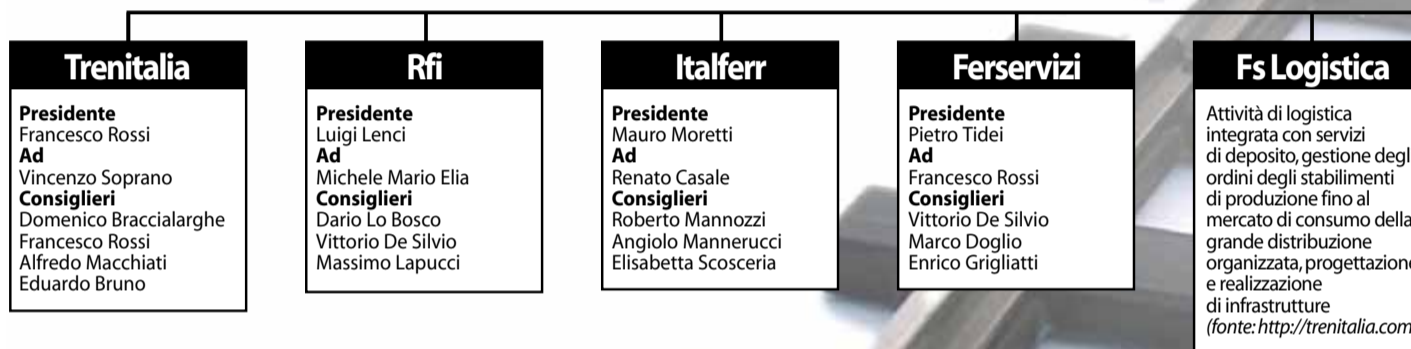 Trenitalia
Presidente
Francesco Rossi
Ad
Vincenzo Soprano
Consiglieri
Domenico Braccialarghe
Francesco Rossi
Alfredo Macchiati
Eduardo Bruno
Rfi
Presidente
Luigi Lenci
Ad
Michele Mario Elia
Consiglieri
Dario Lo Bosco
Vittorio De Silvio
Massimo Lapucci
Italferr
Presidente
Mauro Moretti
Ad
Renato Casale
Consiglieri
Roberto Mannozzi
Angiolo Mannerucci
Elisabetta Scosceria
Ferservizi
Presidente
Pietro Tidei
Ad
Francesco Rossi
Consiglieri
Vittorio De Silvio
Marco Doglio
Enrico Grigliatti
Fs Logistica
Attività di logistica
integrata con servizi
di deposito, gestione degl
ordini degli stabilimenti
di produzione fino al
mercato di consumo della
grande distribuzione
organizzata, progettazione
e realizzazione
di infrastrutture
(fonte: http://trenitalia.com